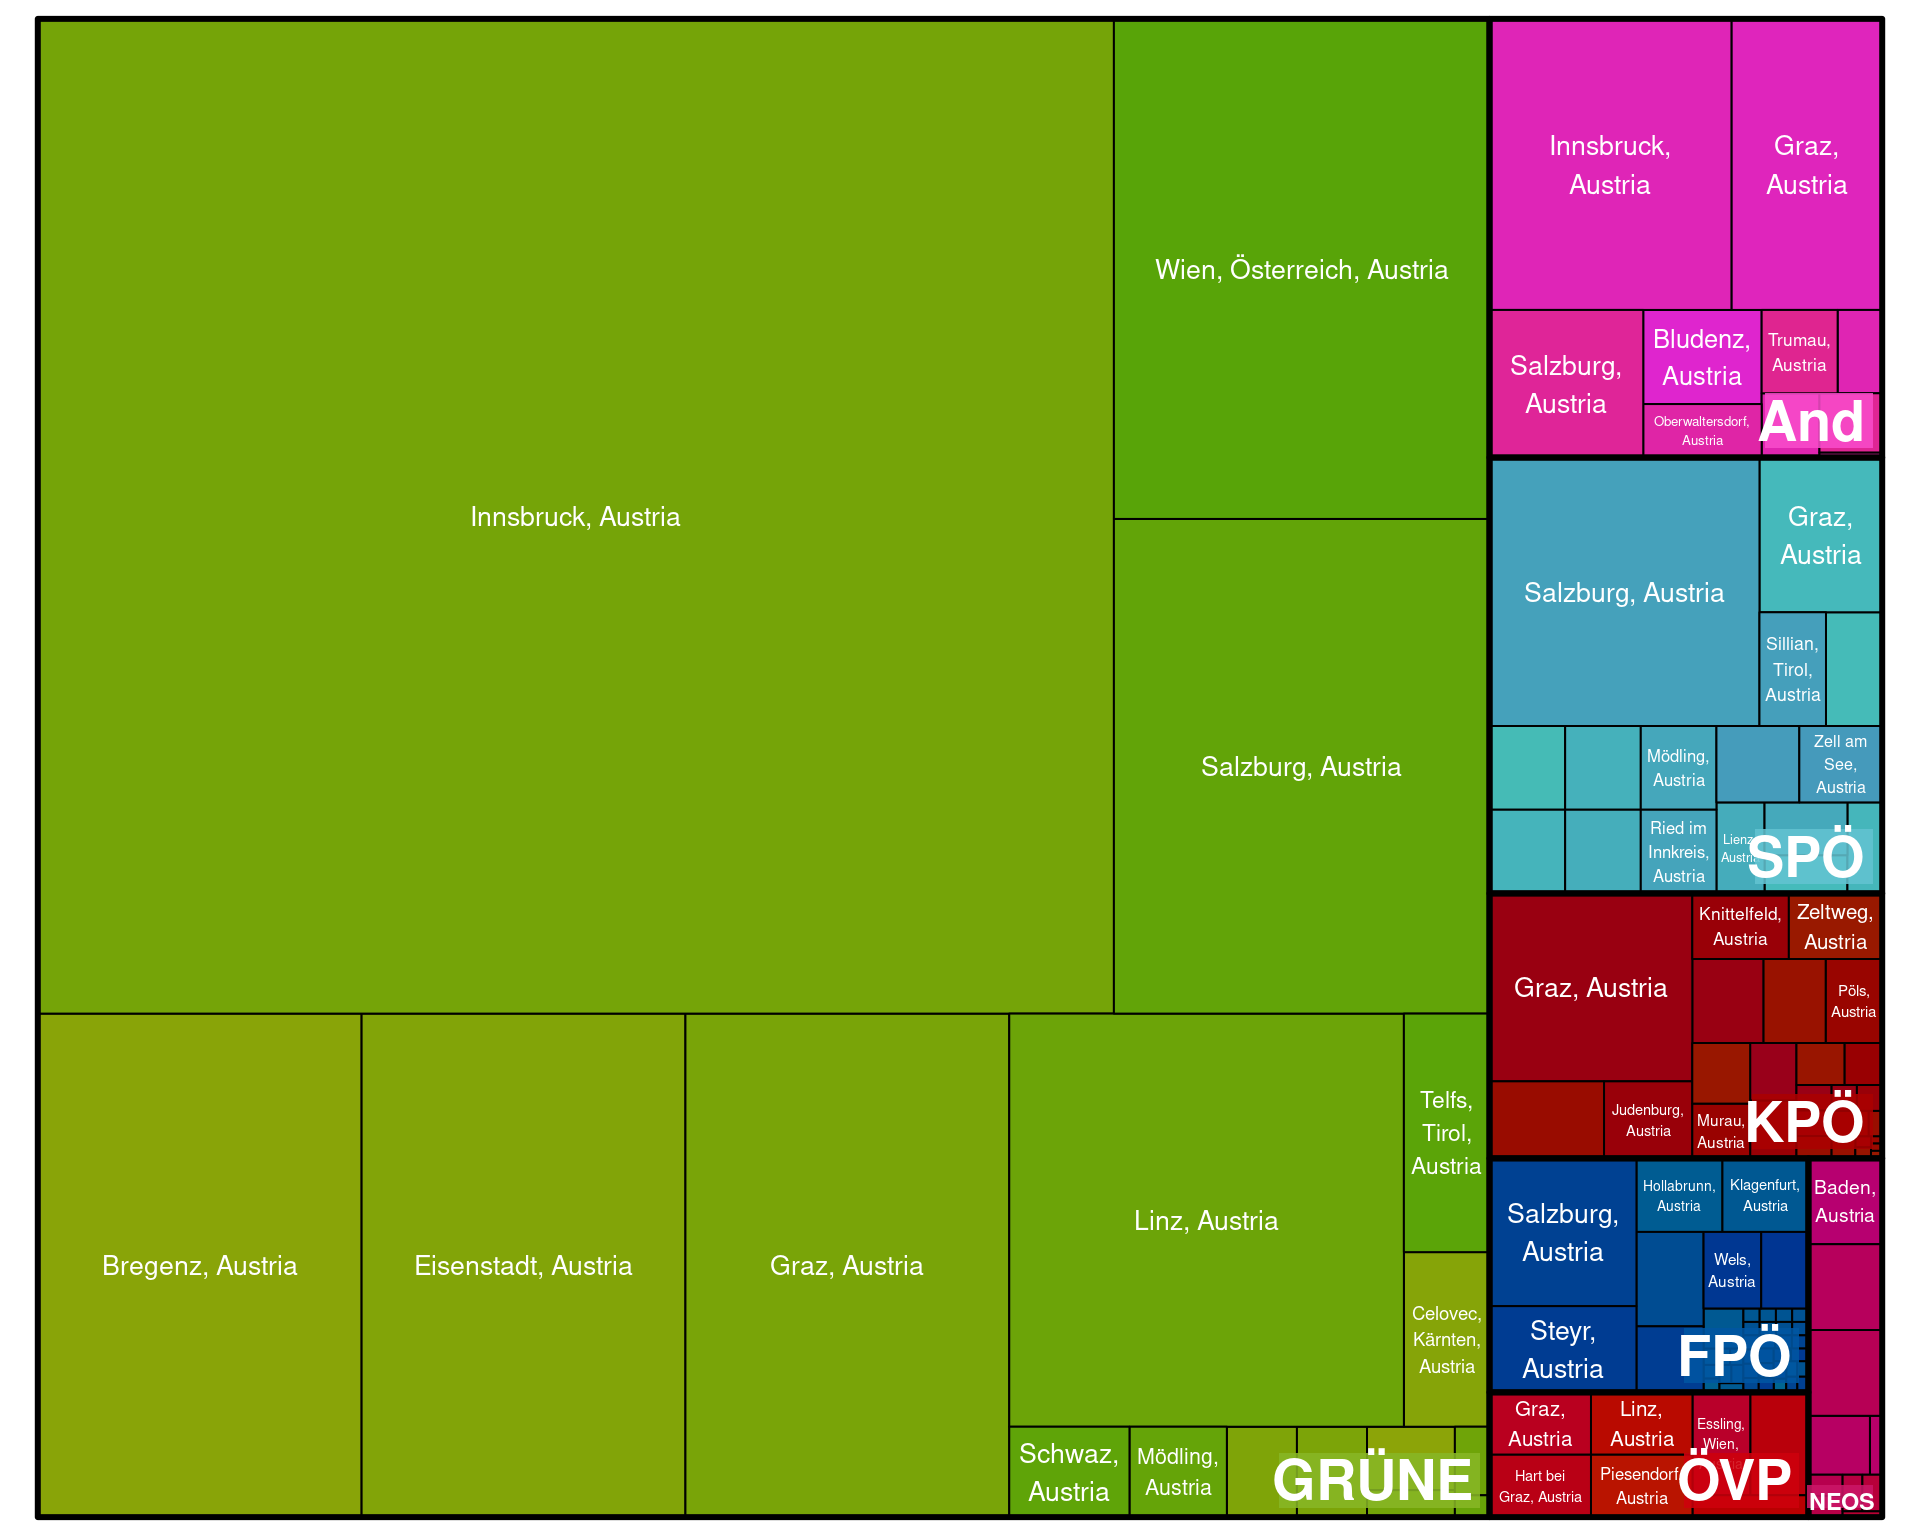 Innsbruck, Austria
Wien, Österreich, Austria
Salzburg, Austria
Bregenz, Austria
Eisenstadt, Austria
Graz, Austria
Linz, Austria
Telfs,
Tirol,
Austria
Celovec,
Kärnten,
Austria
Schwaz,
Austria
Mödling,
Austria
GRÜNE
Innsbruck,
Austria
Graz,
Austria
Salzburg,
Austria
Bludenz,
Austria
Trumau,
Austria
Oberwaltersdorf,
Austria
And
Salzburg, Austria
Graz,
Austria
Sillian,
Tirol,
Austria
Mödling,
Austria
Zell am
See,
Austria
Ried im
Innkreis,
Austria
Lienz,
Austria
SPÖ
Graz, Austria
Knittelfeld,
Austria
Zeltweg,
Austria
Pöls,
Austria
Judenburg,
Austria
Murau,
Austria
KPÖ
Salzburg,
Austria
Hollabrunn,
Austria
Klagenfurt,
Austria
Wels,
Austria
Steyr,
Austria
FPÖ
Baden,
Austria
NEOS
Graz,
Austria
Linz,
Austria
Essling,
Wien,
Hart bei
Graz, Austria
Piesendorf,
Austria
ÖVP